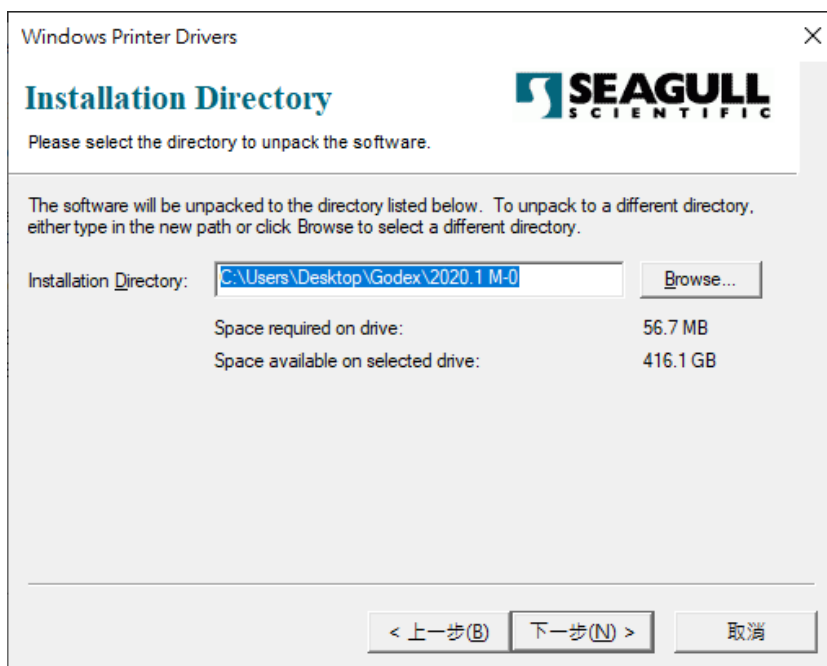 Windows Printer Drivers
Installation Directory
SEAGULL
SCIENTIFIC
Please select the directory to unpack the software.
The software will be unpacked to the directory listed below.  To unpack to a different directory,
either type in the new path or click Browse to select a different directory.
Installation Directory:
C:\Users\Desktop\Godex\2020.1 M-0
Browse...
Space required on drive:
56.7 MB
Space available on selected drive:
416.1 GB
< 上一步(B)
下一步(N) >
取消